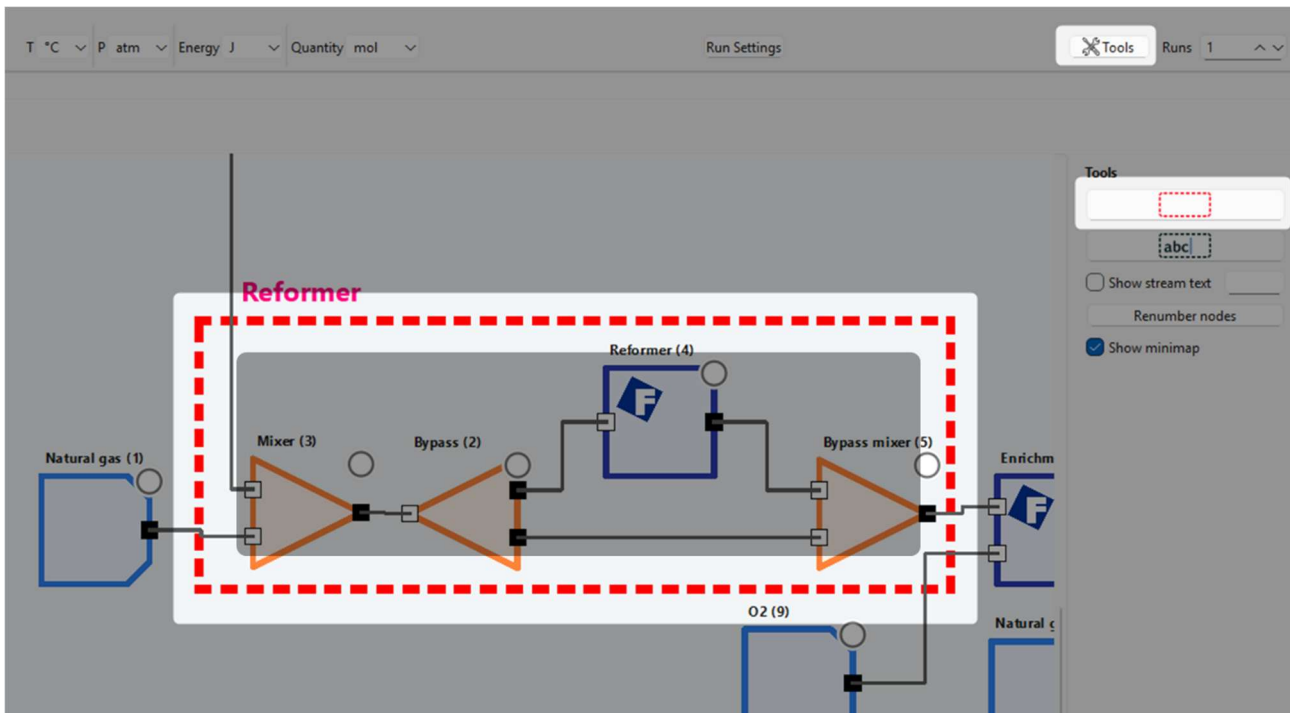 T °C P atm Energy J Quantity mol Run Settings Tools Runs 1
Tools
abc
Show stream text
Renumber nodes
Show minimap
Reformer
Reformer (4)
F
Mixer (3)
Bypass (2)
Bypass mixer (5)
Natural gas (1)
Enrichm
F
O2 (9)
Natural g